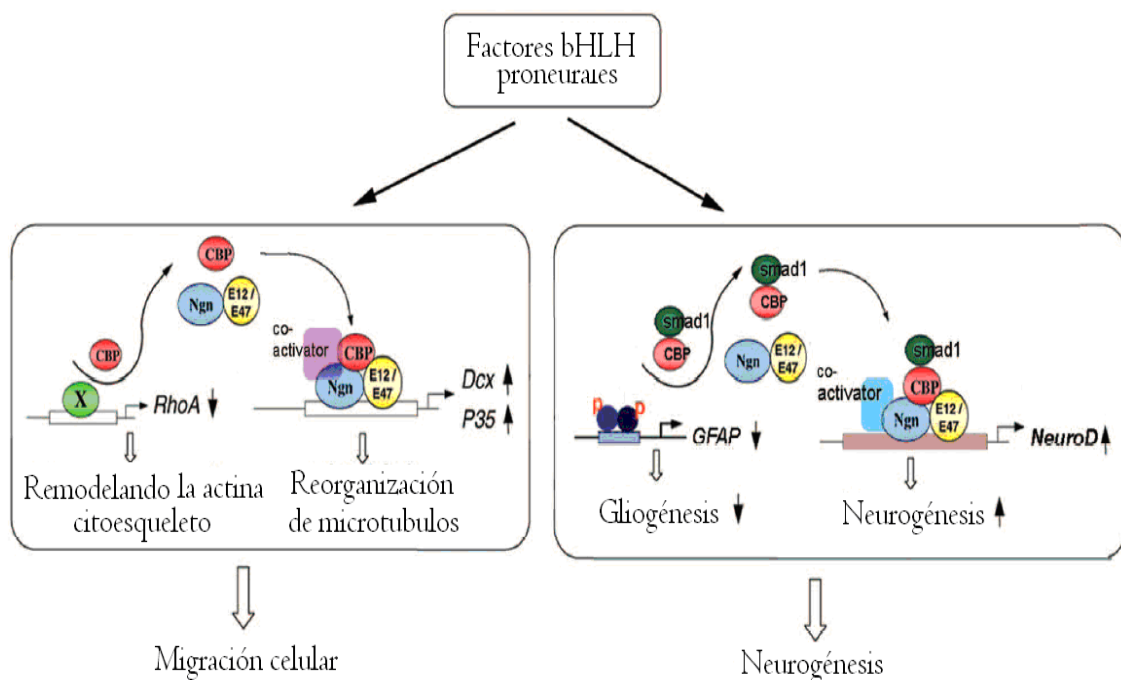 Factores bHLH
proneurales
CBP
Ngn
E12 /
E47
CBP
X
RhoA
co-
activator
CBP
Ngn
E12 /
E47
Dcx
P35
Remodelando la actina
citoesqueleto
Reorganización
de microtubulos
Migración celular
smad1
CBP
smad1
CBP
Ngn
E12 /
E47
p
p
GFAP
co-
activator
smad1
CBP
Ngn
E12 /
E47
NeuroD
Gliogénesis
Neurogénesis
Neurogénesis